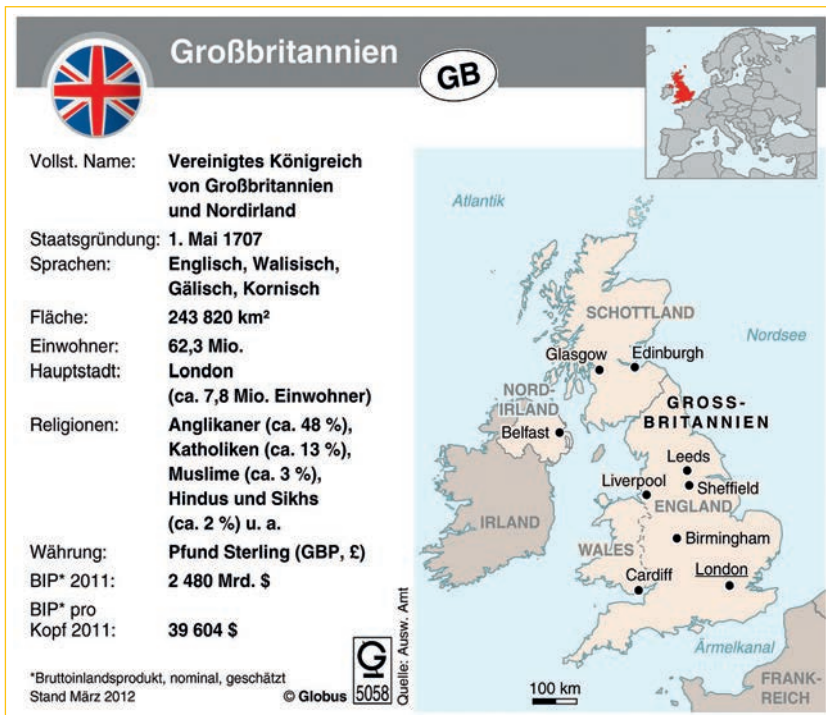 Großbritannien
GB
Vollst. Name: Vereinigtes Königreich
von Großbritannien
und Nordirland
Staatsgründung: 1. Mai 1707
Sprachen: Englisch, Walisisch,
Gälisch, Kornisch
Fläche: 243 820 km²
Einwohner: 62,3 Mio.
Hauptstadt: London
(ca. 7,8 Mio. Einwohner)
Religionen: Anglikaner (ca. 48 %),
Katholiken (ca. 13 %),
Muslime (ca. 3 %),
Hindus und Sikhs
(ca. 2 %) u. a.
Währung: Pfund Sterling (GBP, £)
BIP* 2011: 2 480 Mrd. $
BIP* pro
Kopf 2011: 39 604 $
*Bruttoinlandsprodukt, nominal, geschätzt
Stand März 2012
© Globus
G
5058
Quelle: Ausw. Amt
Atlantik
SCHOTTLAND
Nordsee
Glasgow
Edinburgh
NORD-
IRLAND
GROSS-
BRITANNIEN
Belfast
Leeds
Liverpool
Sheffield
ENGLAND
IRLAND
Birmingham
WALES
Cardiff
London
Ärmelkanal
FRANK-
REICH
100 km